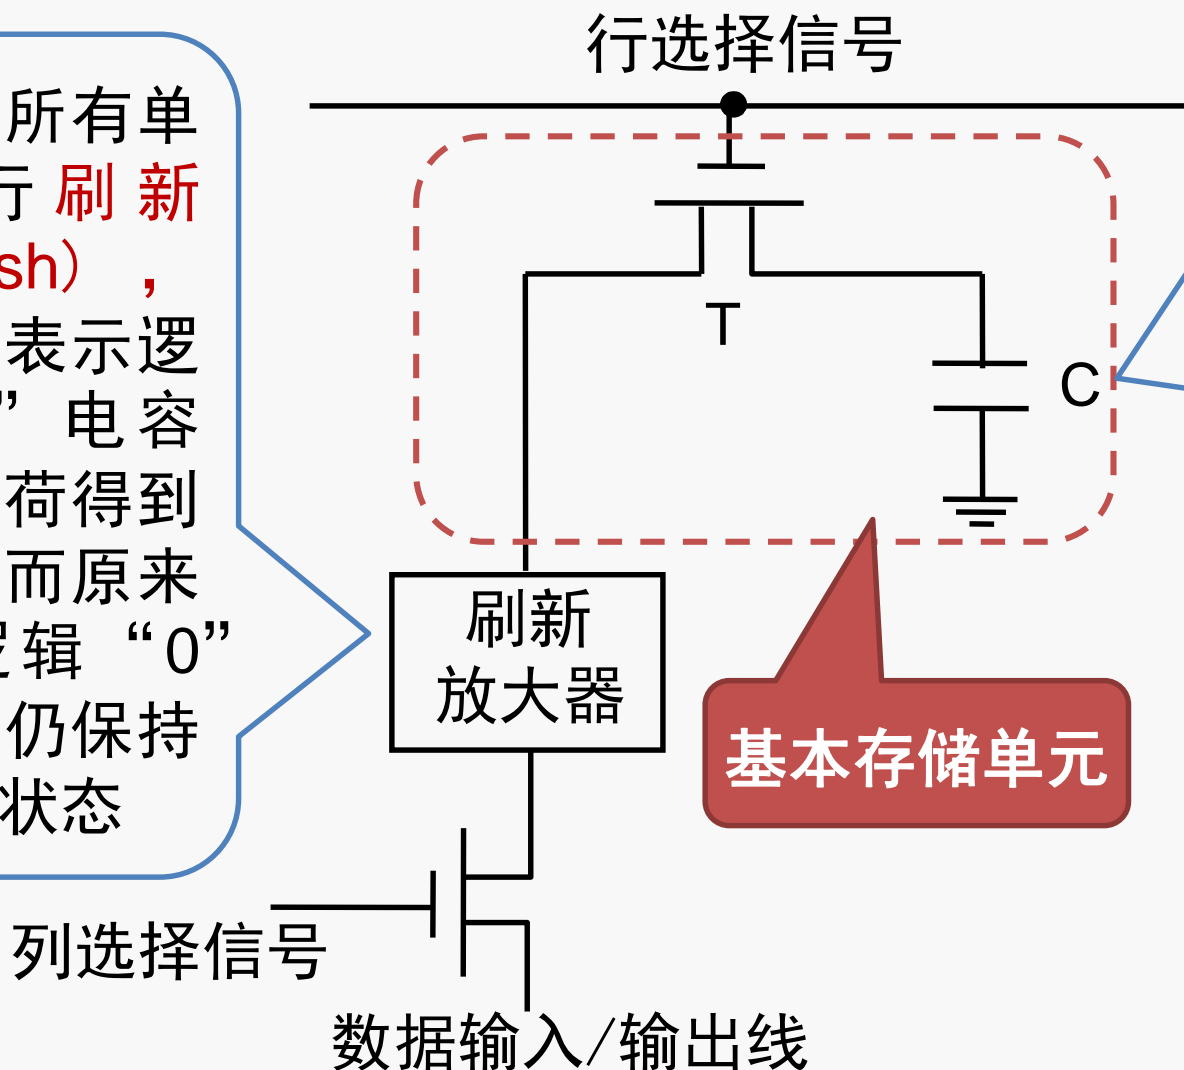 行选择信号
所有单
行刷新
sh），
表示逻
”电容
荷得到
而原来
逻辑“0”
仍保持
状态
T
C
刷新
放大器
基本存储单元
列选择信号
数据输入/输出线